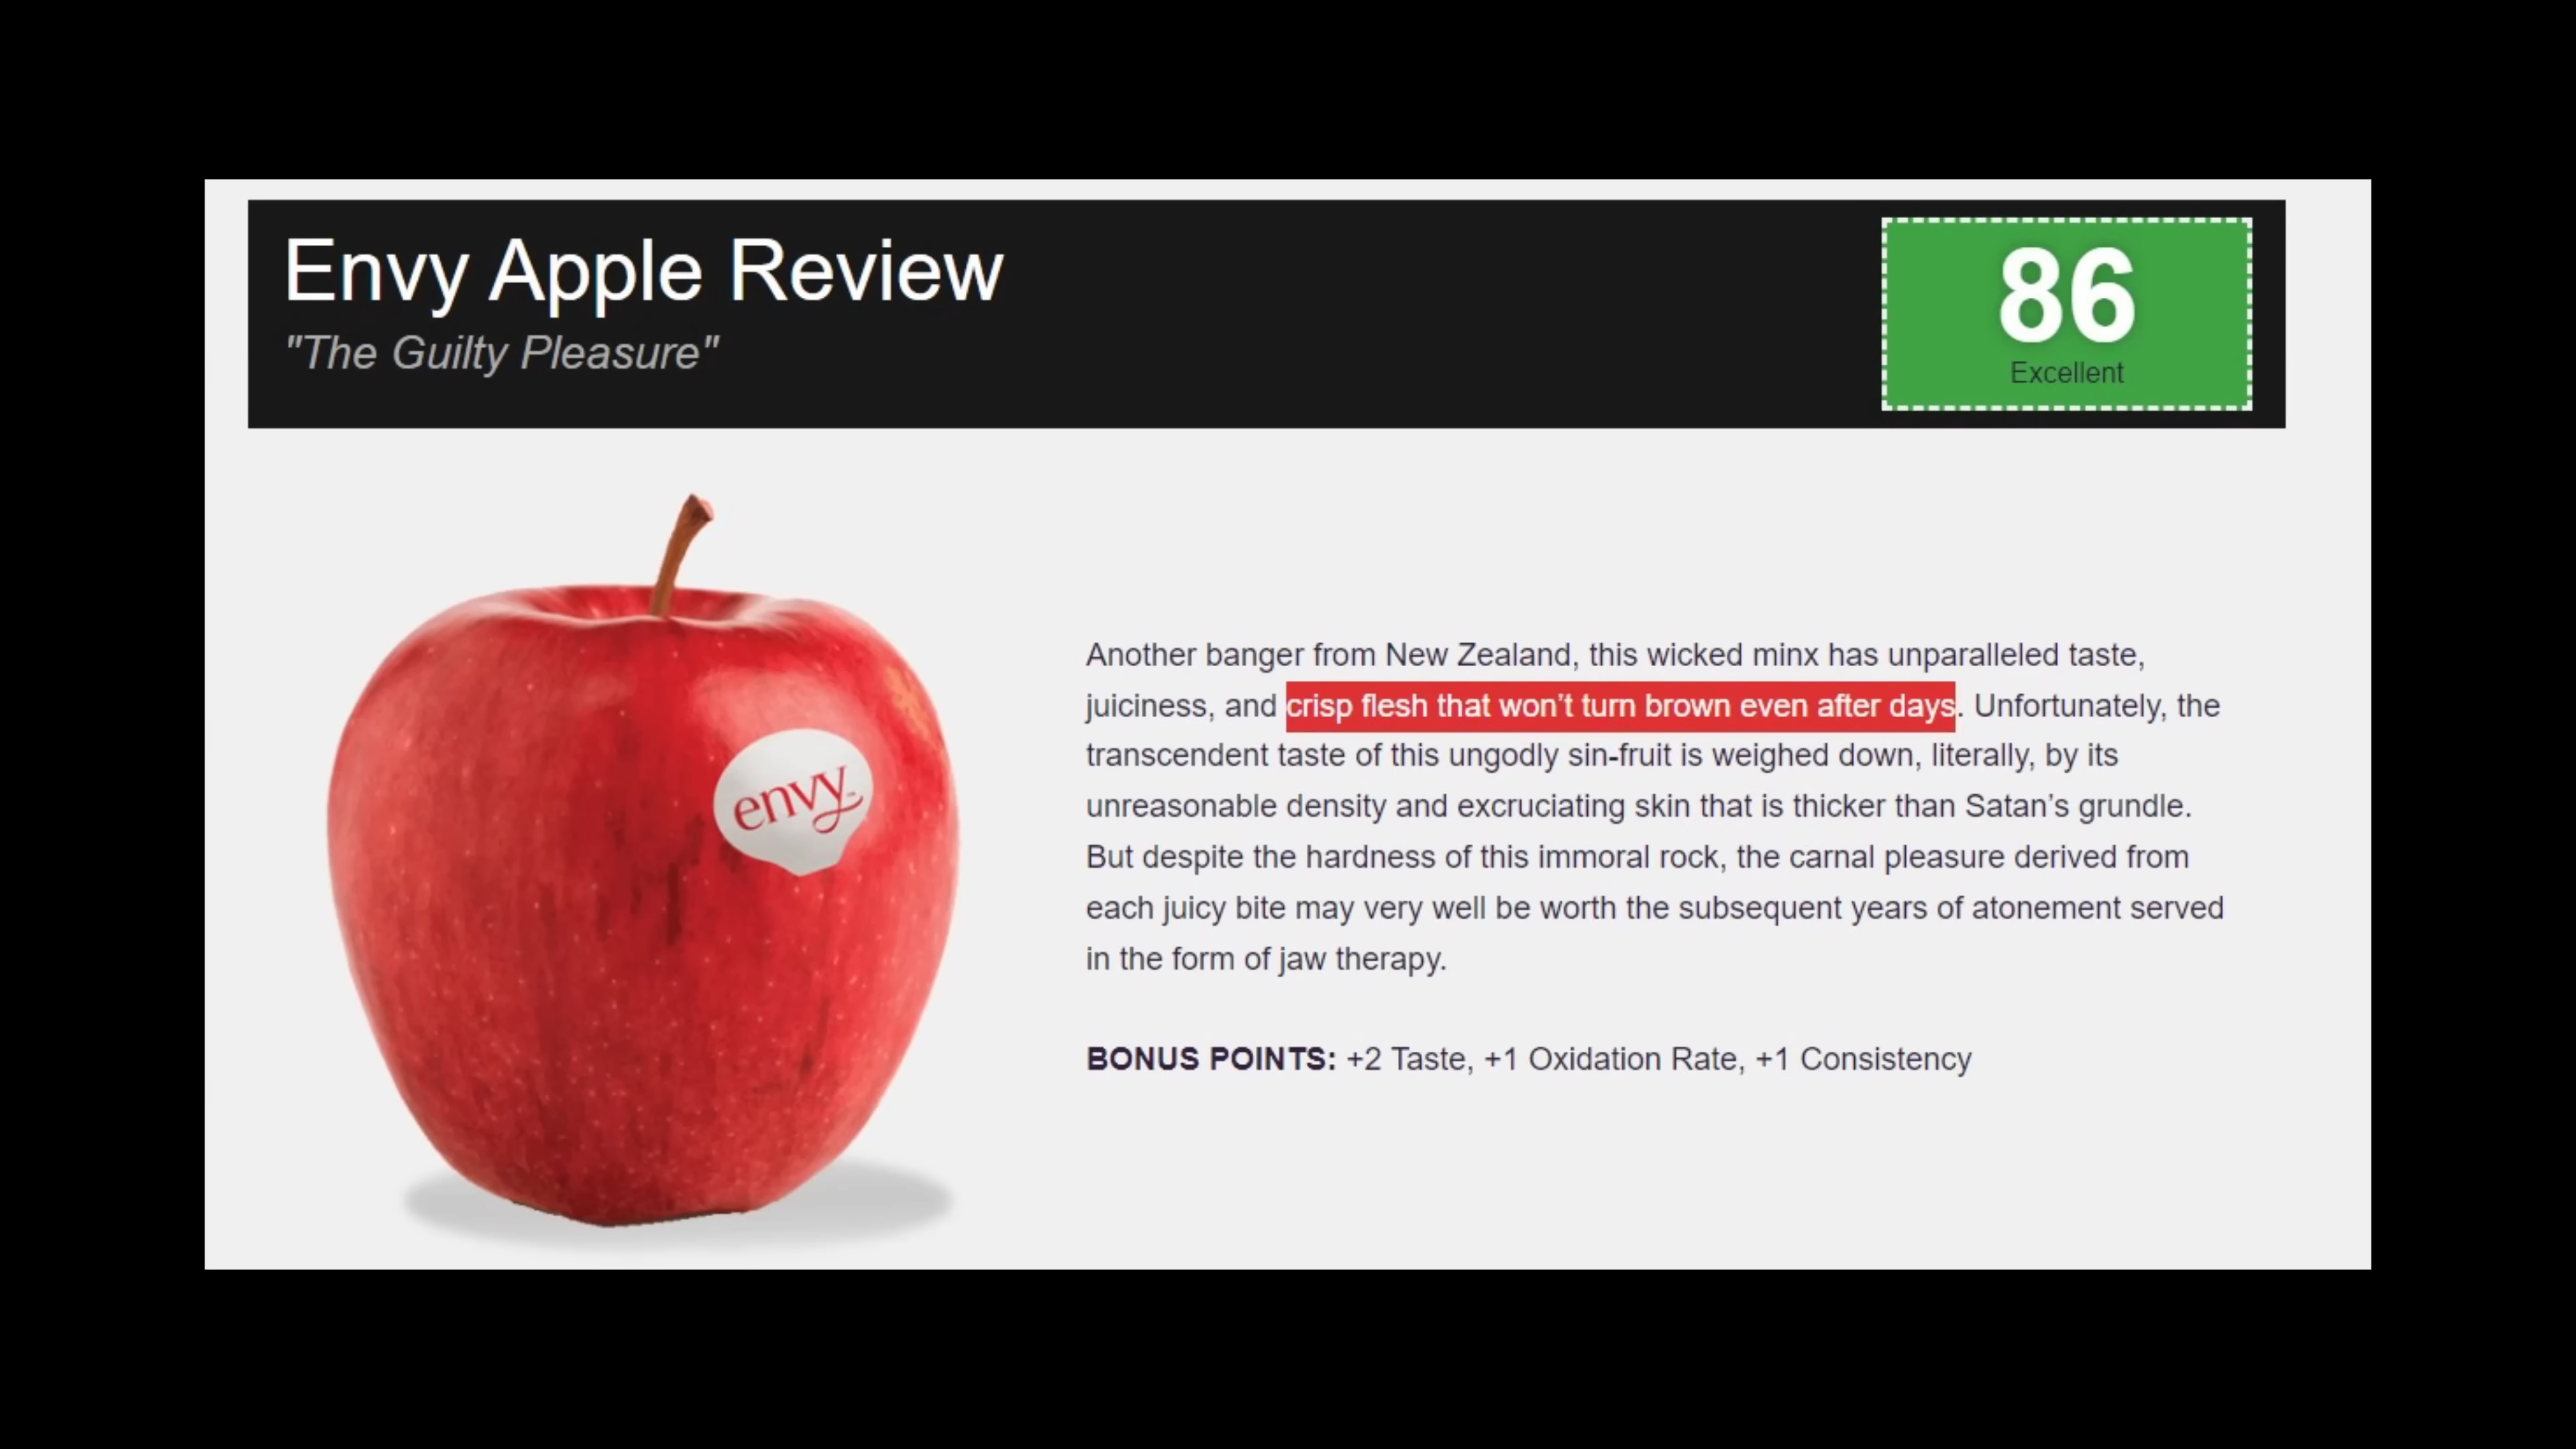 Envy Apple Review
"The Guilty Pleasure"
86
Excellent
envy
Another banger from New Zealand, this wicked minx has unparalleled taste,
juiciness, and crisp flesh that won’t turn brown even after days. Unfortunately, the
transcendent taste of this ungodly sin-fruit is weighed down, literally, by its
unreasonable density and excruciating skin that is thicker than Satan’s grundle.
But despite the hardness of this immoral rock, the carnal pleasure derived from
each juicy bite may very well be worth the subsequent years of atonement served
in the form of jaw therapy.
BONUS POINTS: +2 Taste, +1 Oxidation Rate, +1 Consistency